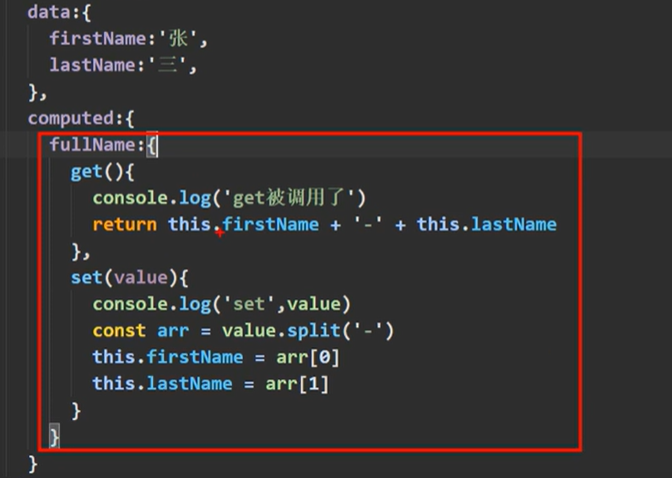 data:{
firstName:'张',
lastName:'三',
},
computed:{
fullName:{
get(){
console.log('get被调用了')
return this.firstName + '-' + this.lastName
},
set(value){
console.log('set',value)
const arr = value.split('-')
this.firstName = arr[0]
this.lastName = arr[1]
}
}
}